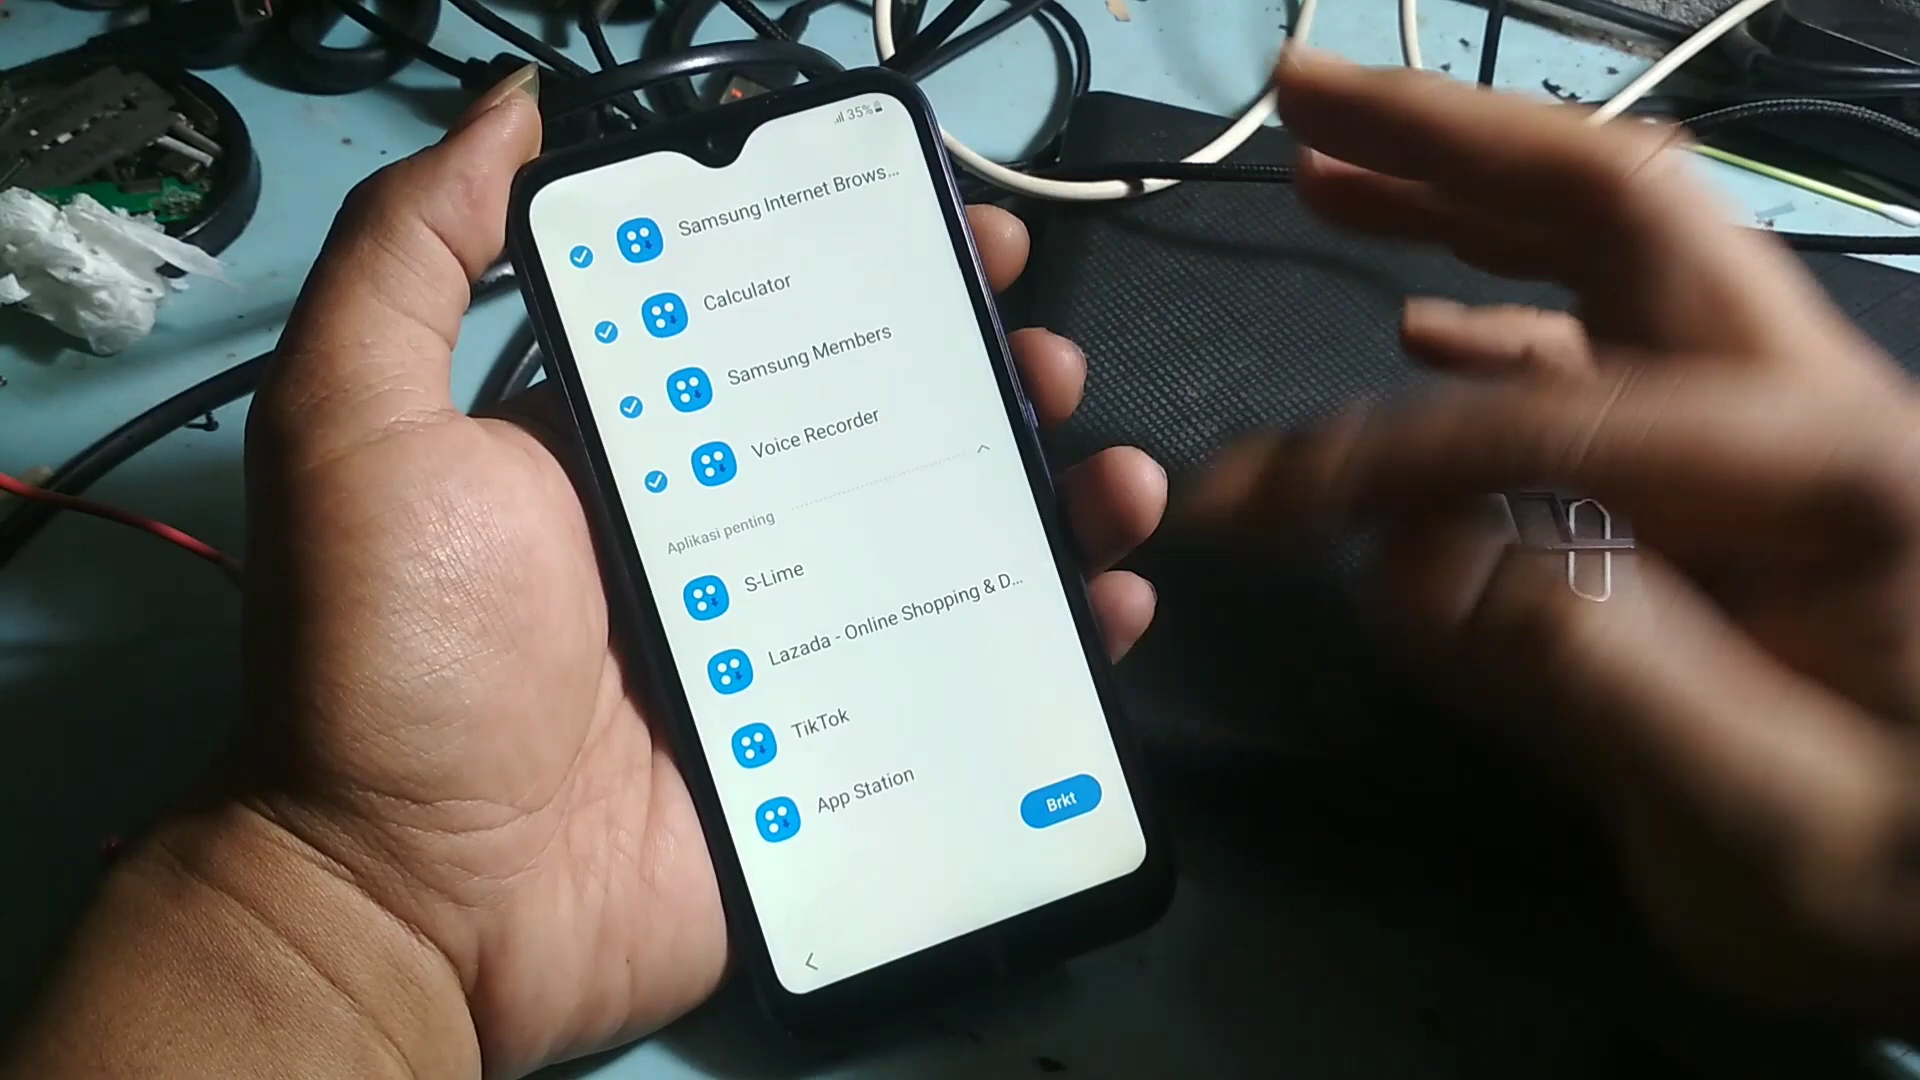 35%
Samsung Internet Brows...
Calculator
Samsung Members
Voice Recorder
Aplikasi penting
S-Lime
Lazada - Online Shopping & D...
TikTok
App Station
Brkt